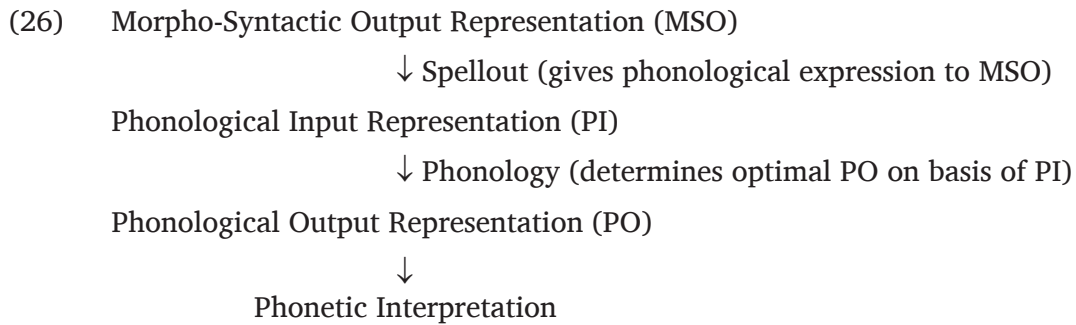 (26) Morpho-Syntactic Output Representation (MSO)
↓ Spellout (gives phonological expression to MSO)
Phonological Input Representation (PI)
↓ Phonology (determines optimal PO on basis of PI)
Phonological Output Representation (PO)
↓
Phonetic Interpretation